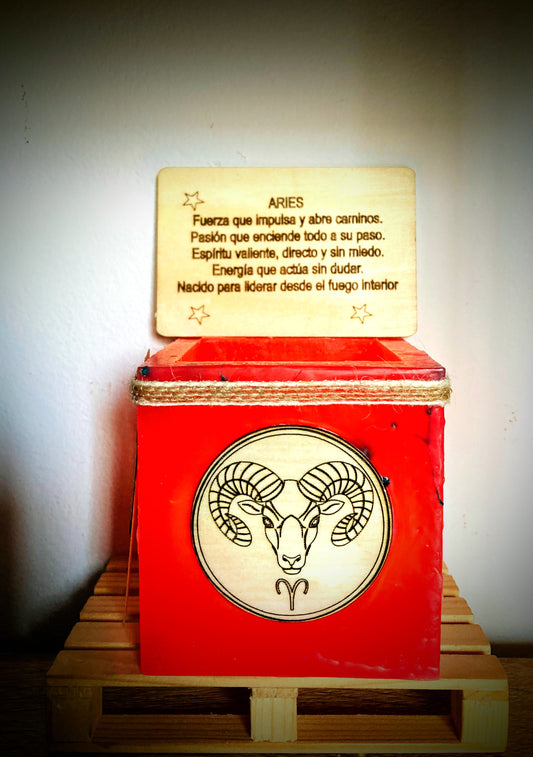 ARIES
Fuerza que impulsa y abre caminos.
Pasión que enciende todo a su paso.
Espíritu valiente, directo y sin miedo.
Energía que actúa sin dudar.
Nacido para liderar desde el fuego interior